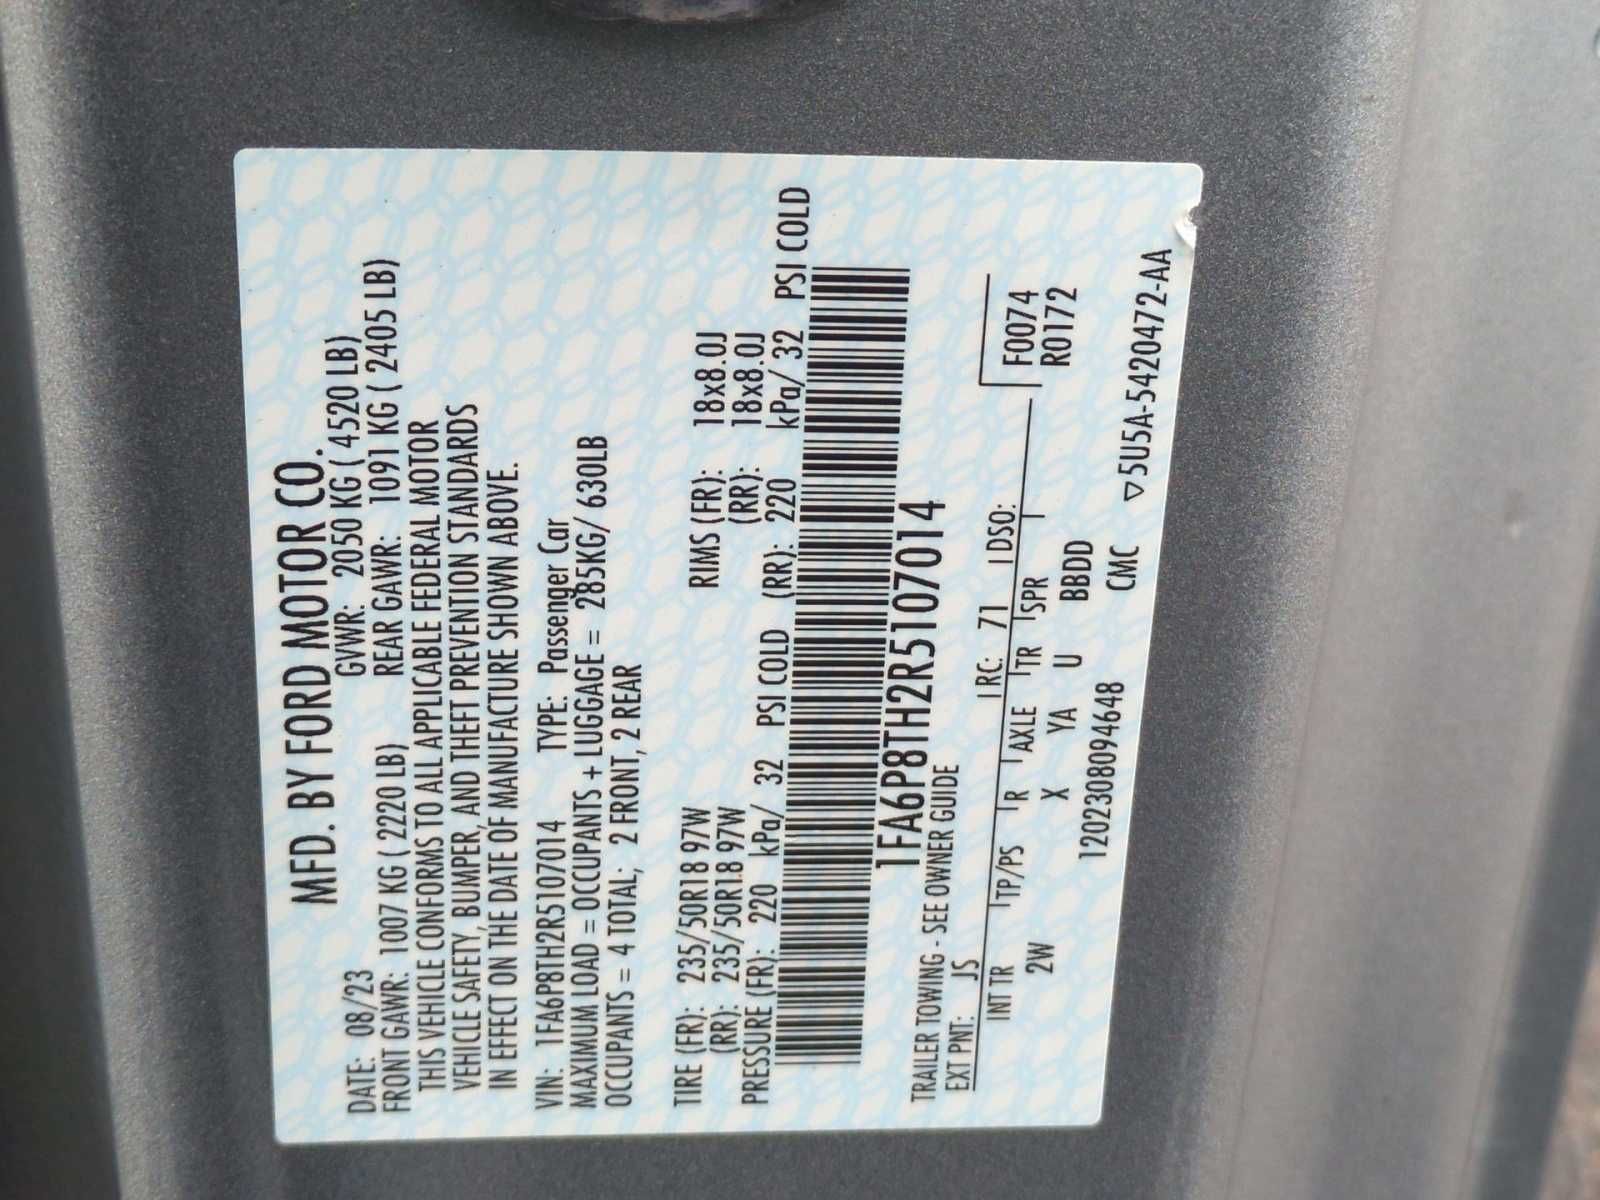 MFD. BY FORD MOTOR CO.
DATE: 08/23 GVWR: 2050 KG ( 4520 LB)
FRONT GAWR: 1007 KG ( 2220 LB) REAR GAWR: 1091 KG ( 2405 LB)
THIS VEHICLE CONFORMS TO ALL APPLICABLE FEDERAL MOTOR
VEHICLE SAFETY, BUMPER, AND THEFT PREVENTION STANDARDS
IN EFFECT ON THE DATE OF MANUFACTURE SHOWN ABOVE.
VIN: 1FA6P8TH2R5107014 TYPE: Passenger Car
MAXIMUM LOAD = OCCUPANTS + LUGGAGE = 285KG/ 630LB
OCCUPANTS = 4 TOTAL; 2 FRONT, 2 REAR
TIRE (FR): 235/50R18 97W RIMS (FR): 18x8.0J
(RR): 235/50R18 97W (RR): 18x8.0J
PRESSURE (FR): 220 kPa/ 32 PSI COLD (RR): 220 kPa/ 32 PSI COLD
1FA6P8TH2R5107014
TRAILER TOWING - SEE OWNER GUIDE
EXT PNT: JS RC: 71 DSO:
INT TR TP/PS R AXLE TR SPR F0074
2W X YA U BBDD R0172
1202308094648 CMC ▽5U5A-5420472-AA